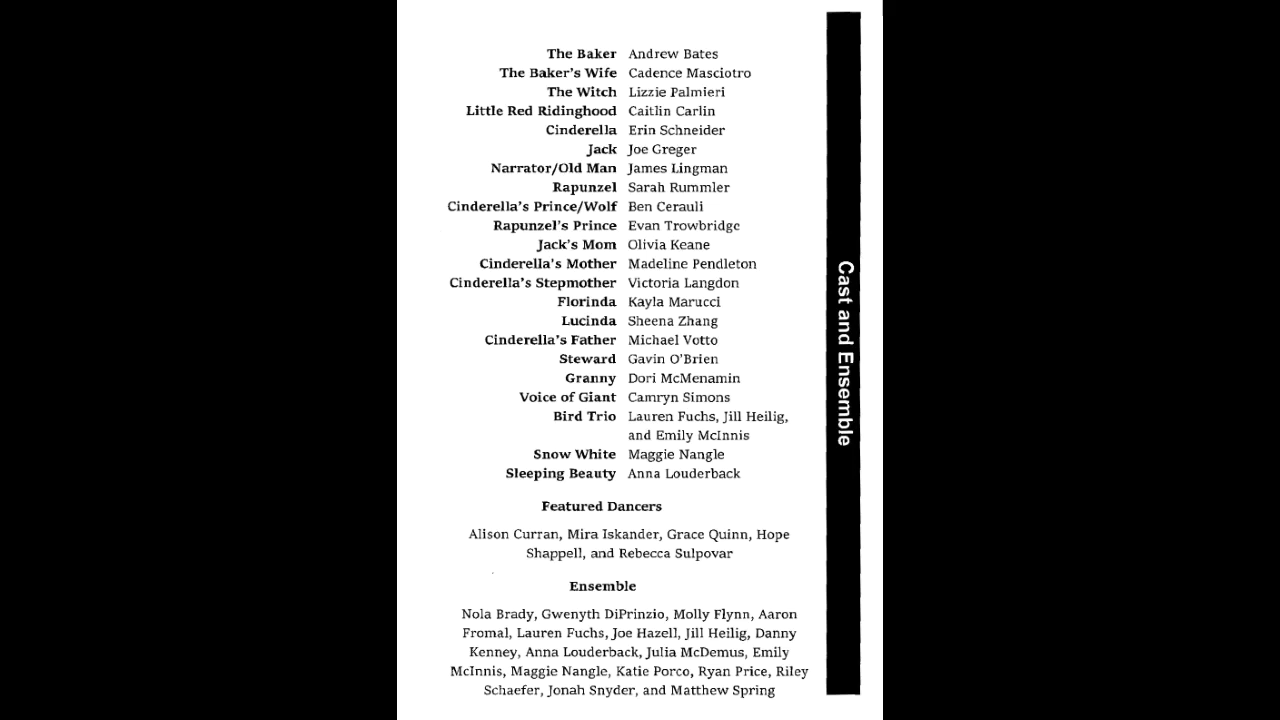 The Baker Andrew Bates
The Baker's Wife Cadence Masciotro
The Witch Lizzie Palmieri
Little Red Ridinghood Caitlin Carlin
Cinderella Erin Schneider
Jack Joe Greger
Narrator/Old Man James Lingman
Rapunzel Sarah Rummler
Cinderella's Prince/Wolf Ben Cerauli
Rapunzel's Prince Evan Trowbridge
Jack's Mom Olivia Keane
Cinderella's Mother Madeline Pendleton
Cinderella's Stepmother Victoria Langdon
Florinda Kayla Marucci
Lucinda Sheena Zhang
Cinderella's Father Michael Votto
Steward Gavin O'Brien
Granny Dori McMenamin
Voice of Giant Camryn Simons
Bird Trio Lauren Fuchs, Jill Heilig,
and Emily McInnis
Snow White Maggie Nangle
Sleeping Beauty Anna Louderback
Featured Dancers
Alison Curran, Mira Iskander, Grace Quinn, Hope
Shappell, and Rebecca Sulpovar
Ensemble
Nola Brady, Gwenyth DiPrinzio, Molly Flynn, Aaron
Fromal, Lauren Fuchs, Joe Hazell, Jill Heilig, Danny
Kenney, Anna Louderback, Julia McDemus, Emily
McInnis, Maggie Nangle, Katie Porco, Ryan Price, Riley
Schaefer, Jonah Snyder, and Matthew Spring
Cast and Ensemble